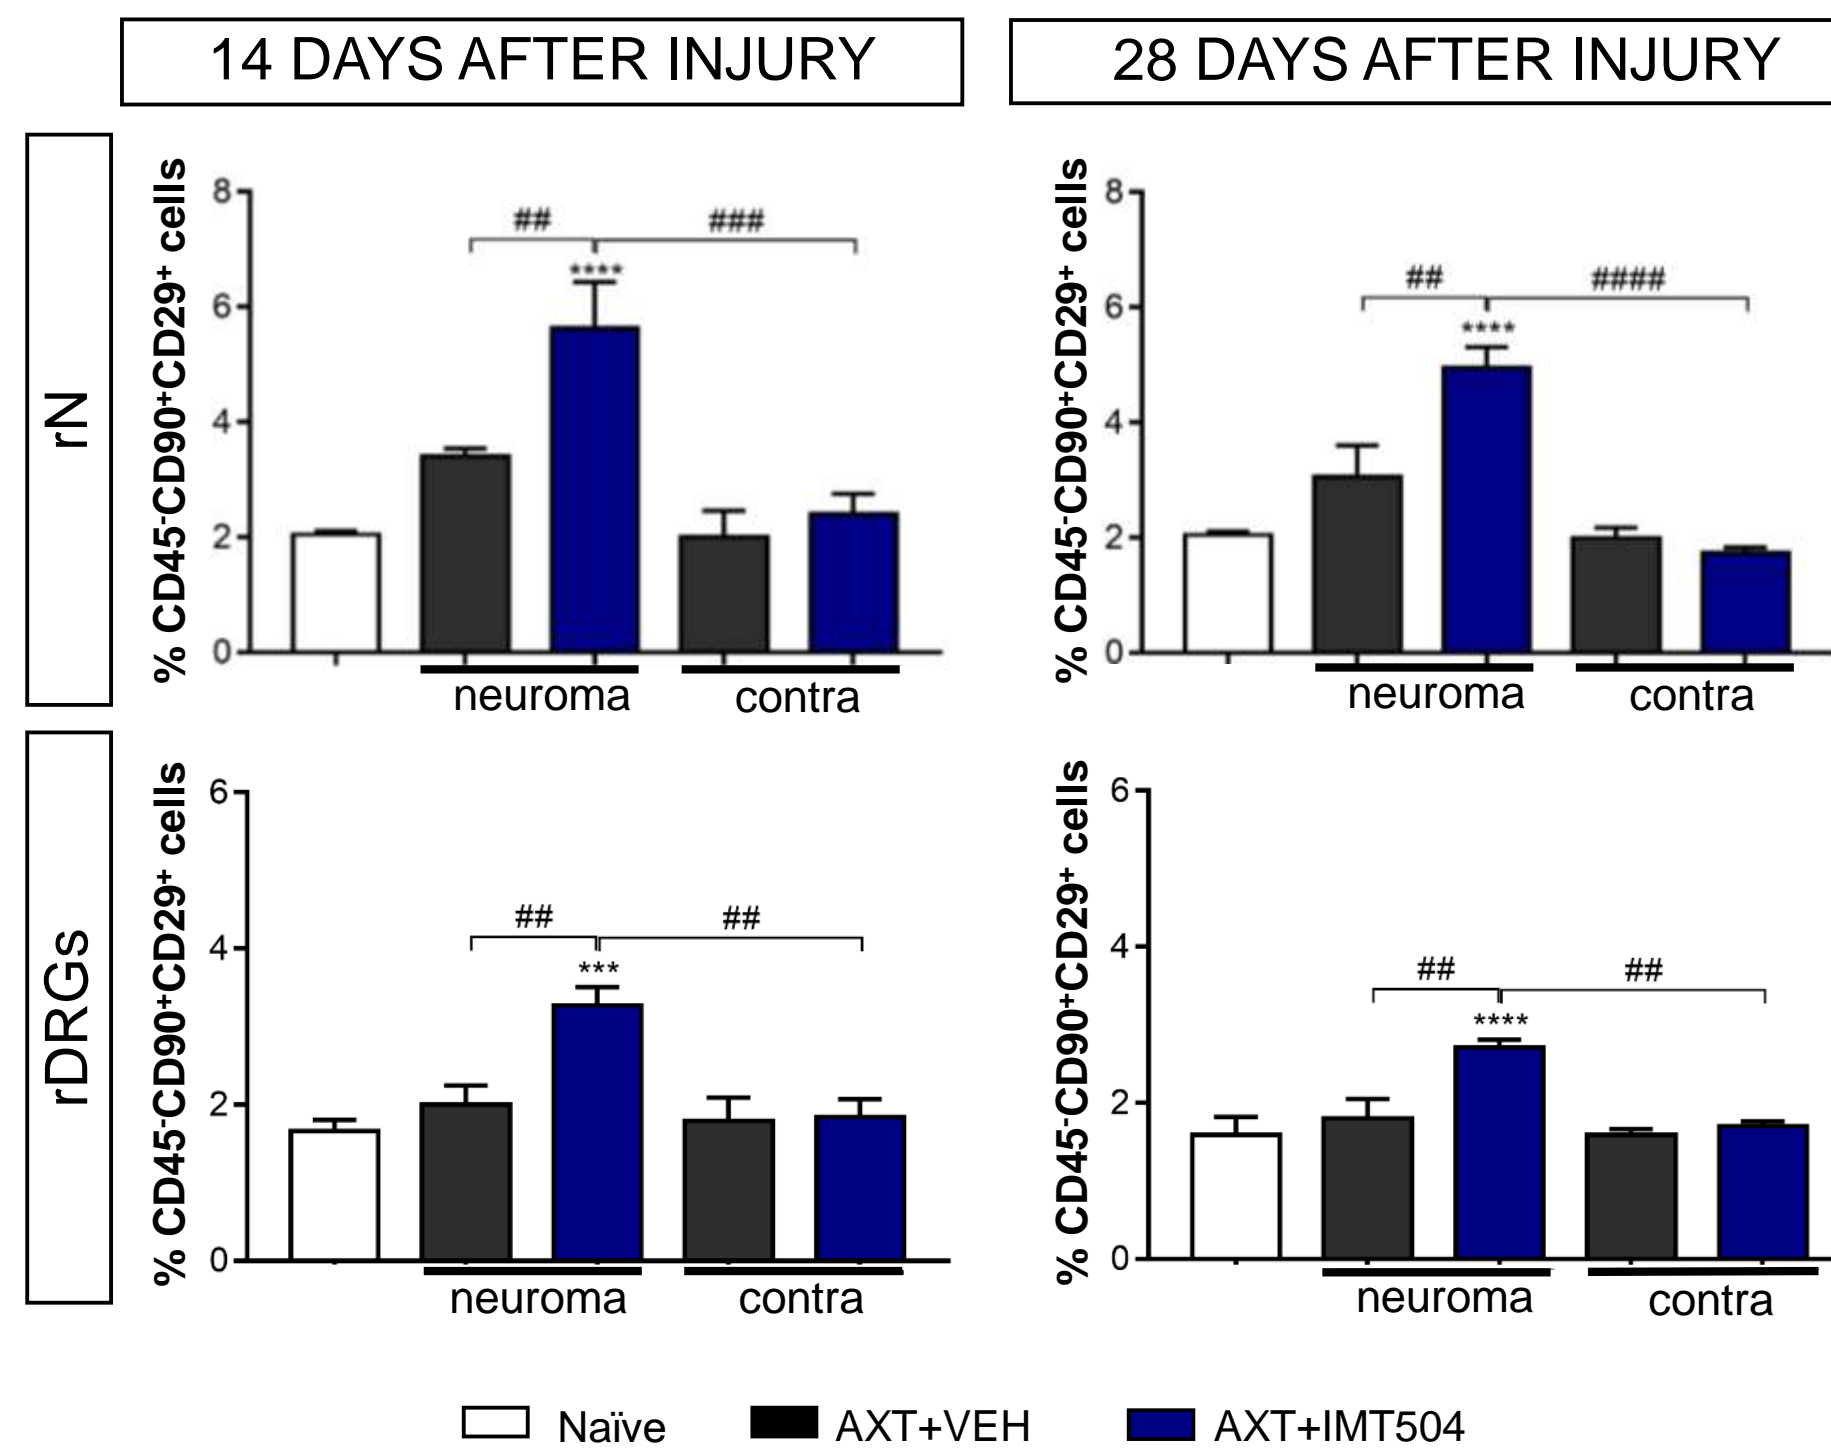 14 DAYS AFTER INJURY
28 DAYS AFTER INJURY
rN
% CD45-CD90+CD29+ cells
8
6
4
2
0
##
###
****
neuroma
contra
% CD45-CD90+CD29+ cells
8
6
4
2
0
##
####
****
neuroma
contra
rDRGs
% CD45-CD90+CD29+ cells
6
4
2
0
##
##
***
neuroma
contra
% CD45-CD90+CD29+ cells
6
4
2
0
##
##
****
neuroma
contra
Naïve
AXT+VEH
AXT+IMT504